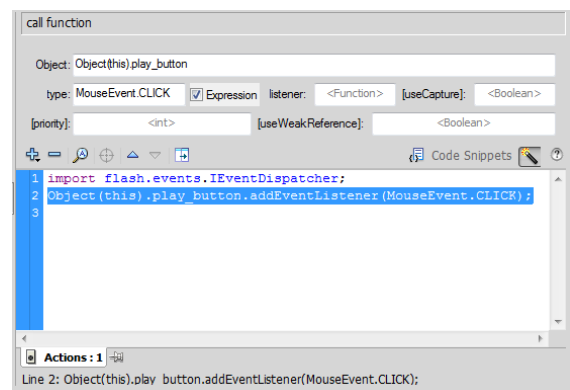 call function
Object: Object(this).play_button
type: MouseEvent.CLICK Expression listener: <Function> [useCapture]: <Boolean>
[priority]: <int> [useWeakReference]: <Boolean>
Code Snippets
1 import flash.events.IEventDispatcher;
2 Object(this).play_button.addEventListener(MouseEvent.CLICK);
3
Actions : 1
Line 2: Object(this).play_button.addEventListener(MouseEvent.CLICK);